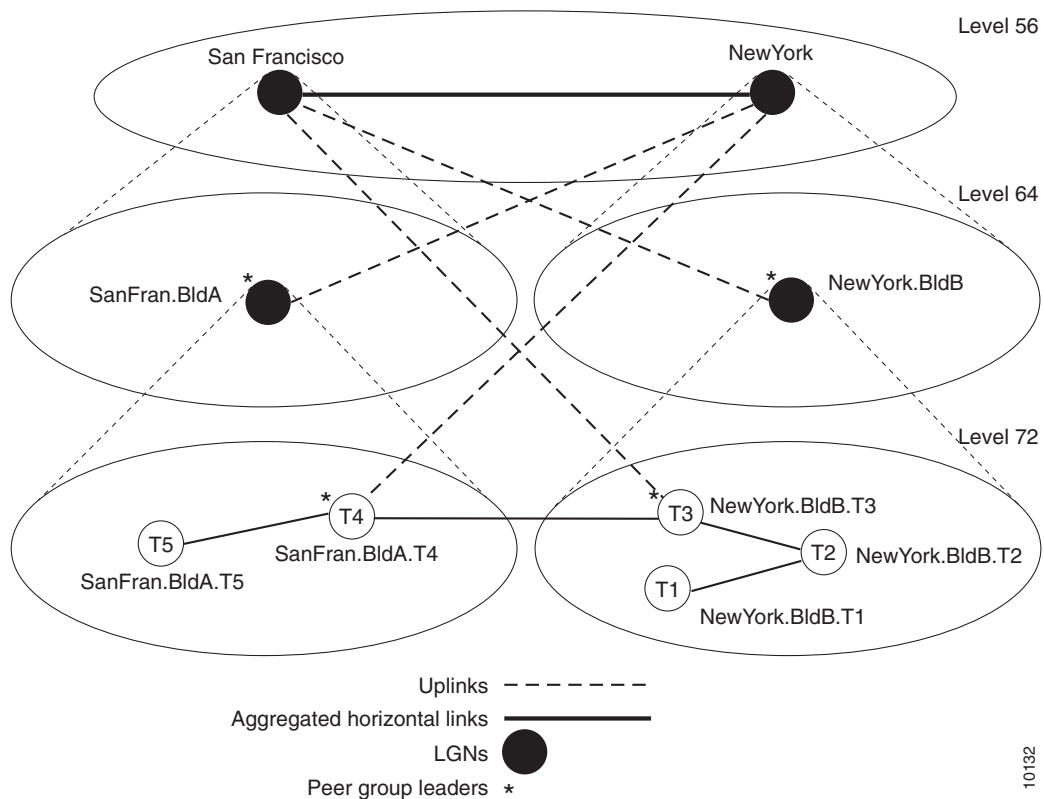 Level 56
San Francisco
NewYork
Level 64
*
SanFran.BldA
*
NewYork.BldB
Level 72
*
T4
T5
SanFran.BldA.T4
SanFran.BldA.T5
*
T3
NewYork.BldB.T3
T2
NewYork.BldB.T2
T1
NewYork.BldB.T1
Uplinks
Aggregated horizontal links
LGNs
Peer group leaders *
10132